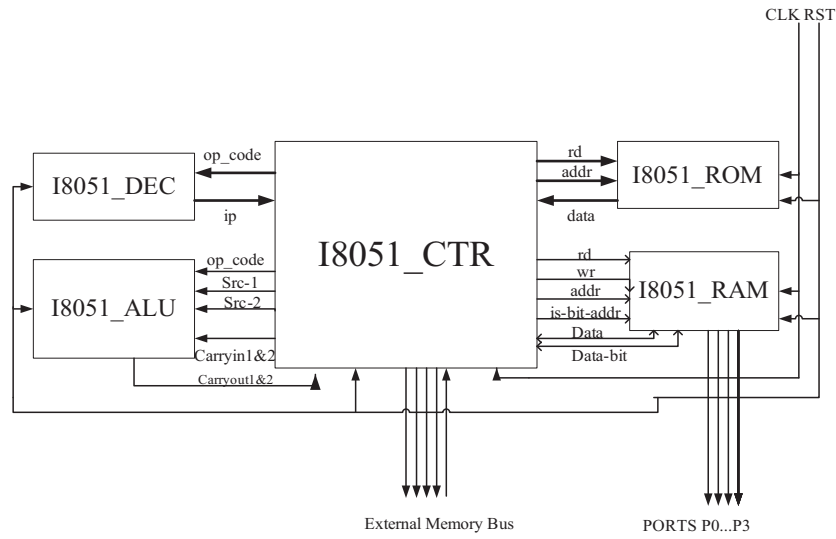 CLK RST
op_code
I8051_DEC
ip
rd
addr
I8051_ROM
data
I8051_CTR
op_code
Src-1
I8051_ALU
Src-2
Carryin1&2
Carryout1&2
rd
wr
I8051_RAM
addr
is-bit-addr
Data
Data-bit
External Memory Bus
PORTS P0...P3